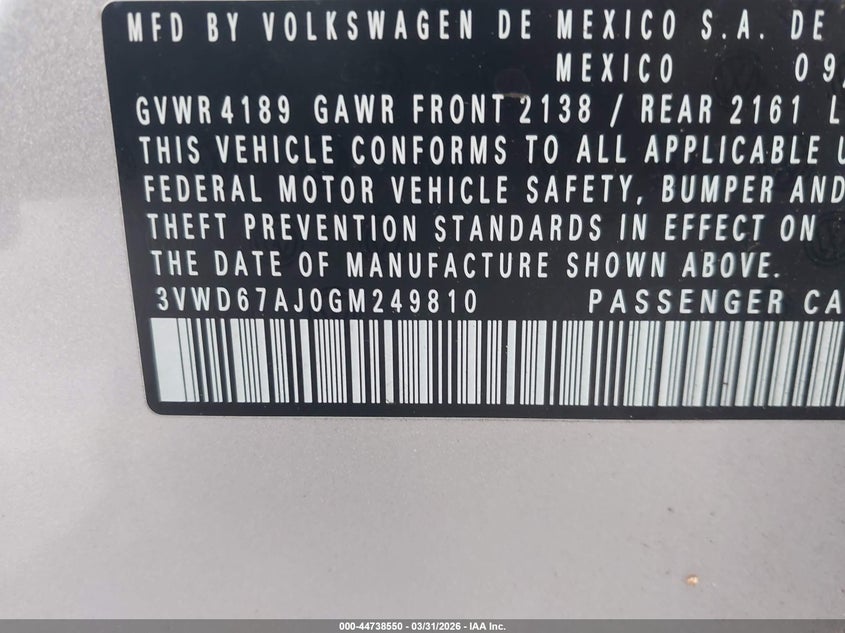 MFD BY VOLKSWAGEN DE MEXICO S.A. DE
MEXICO 09
GVWR 4189 GAWR FRONT 2138 / REAR 2161 L
THIS VEHICLE CONFORMS TO ALL APPLICABLE U
FEDERAL MOTOR VEHICLE SAFETY, BUMPER AND
THEFT PREVENTION STANDARDS IN EFFECT ON
THE DATE OF MANUFACTURE SHOWN ABOVE.
3VWD67AJ0GM249810 PASSENGER CA
000-44738550 - 03/31/2026 - IAA Inc.